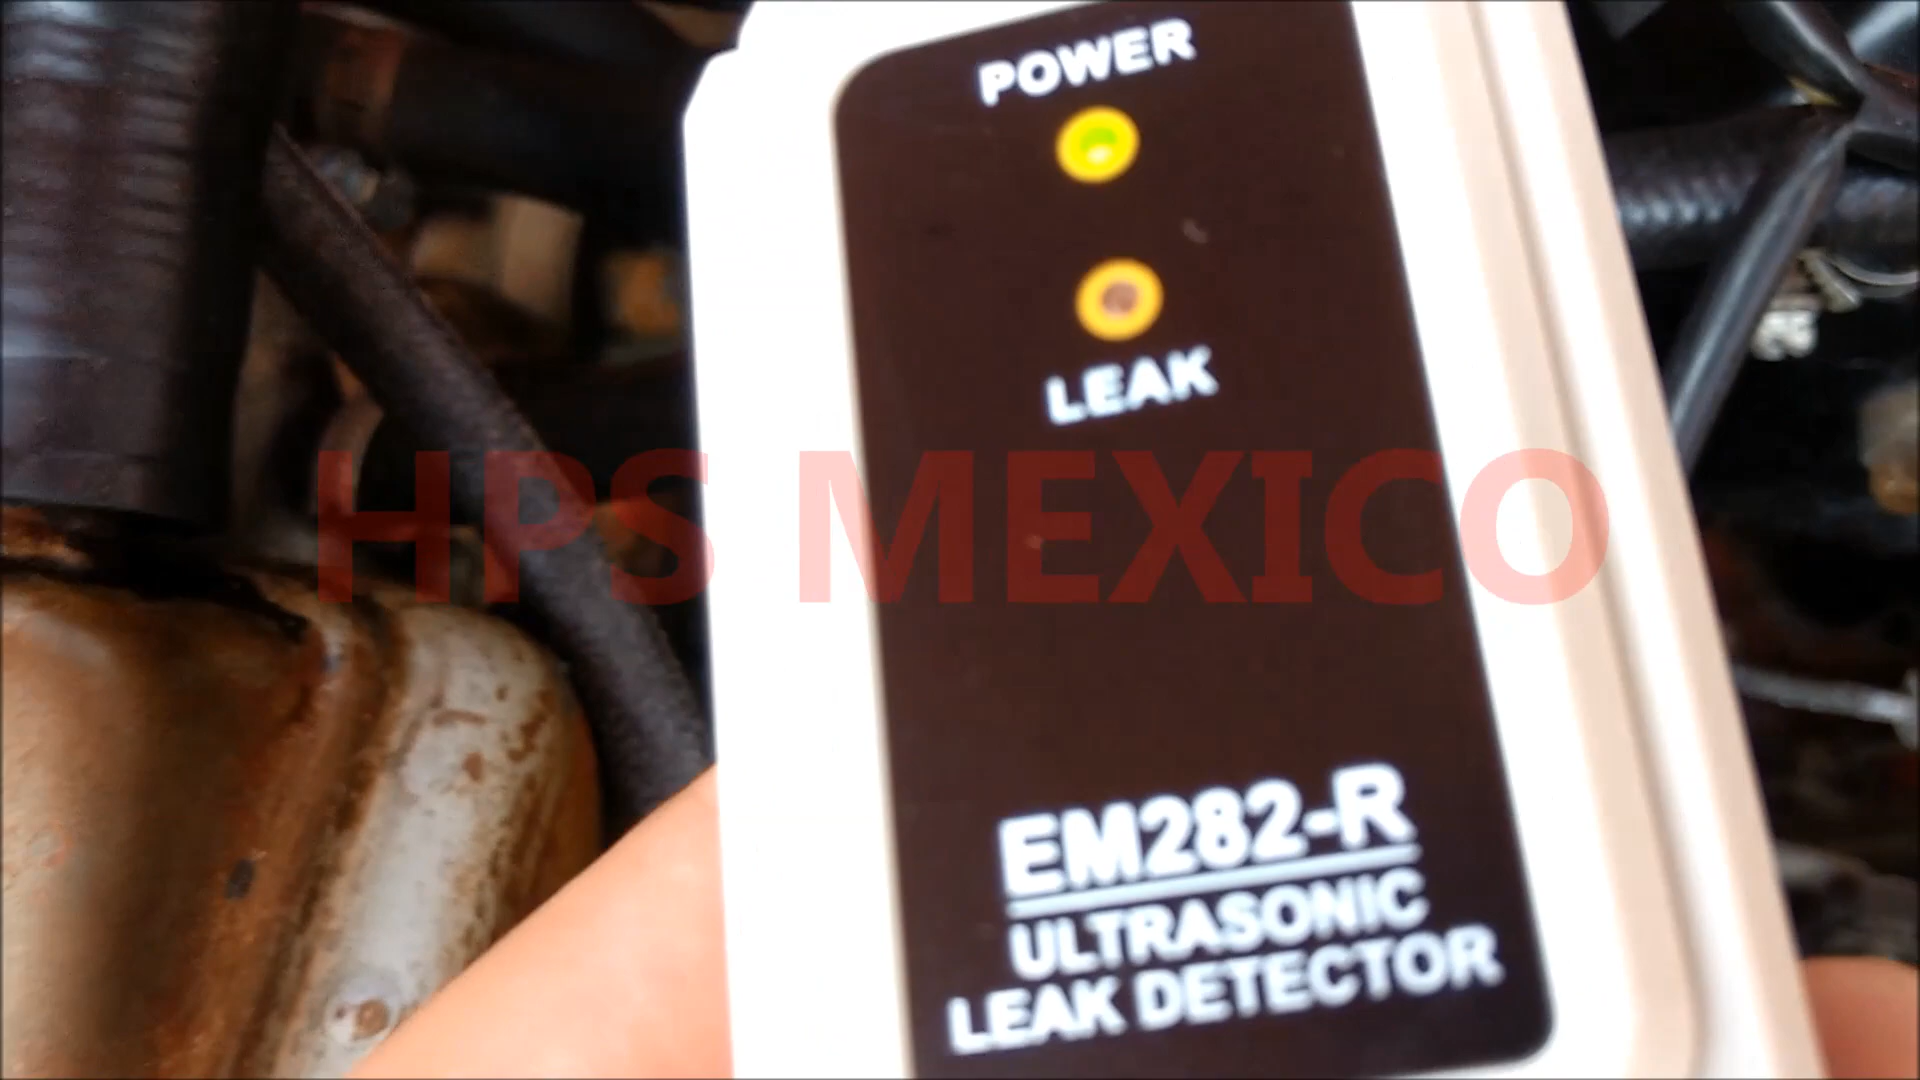 POWER
LEAK
HPS MEXICO
EM282-R
ULTRASONIC
LEAK DETECTOR